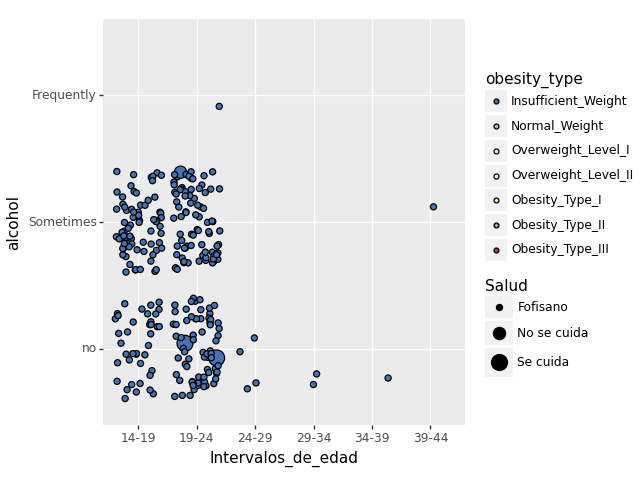 alcohol
Frequently
Sometimes
no
14-19 19-24 24-29 29-34 34-39 39-44
Intervalos_de_edad
obesity_type
Insufficient_Weight
Normal_Weight
Overweight_Level_I
Overweight_Level_II
Obesity_Type_I
Obesity_Type_II
Obesity_Type_III
Salud
Fofisano
No se cuida
Se cuida